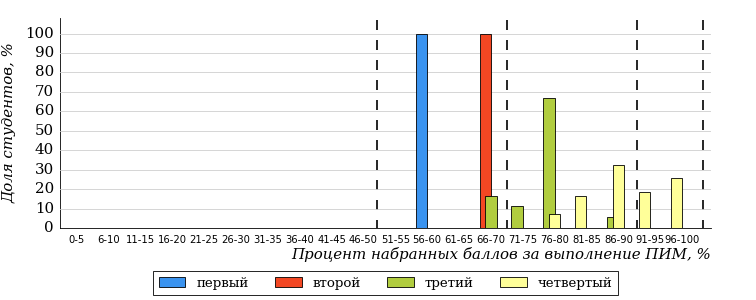 Доля студентов, %
100
90
80
70
60
50
40
30
20
10
0
0-5 6-10 11-15 16-20 21-25 26-30 31-35 36-40 41-45 46-50 51-55 56-60 61-65 66-70 71-75 76-80 81-85 86-90 91-95 96-100
Процент набранных баллов за выполнение ПИМ, %
первый второй третий четвертый